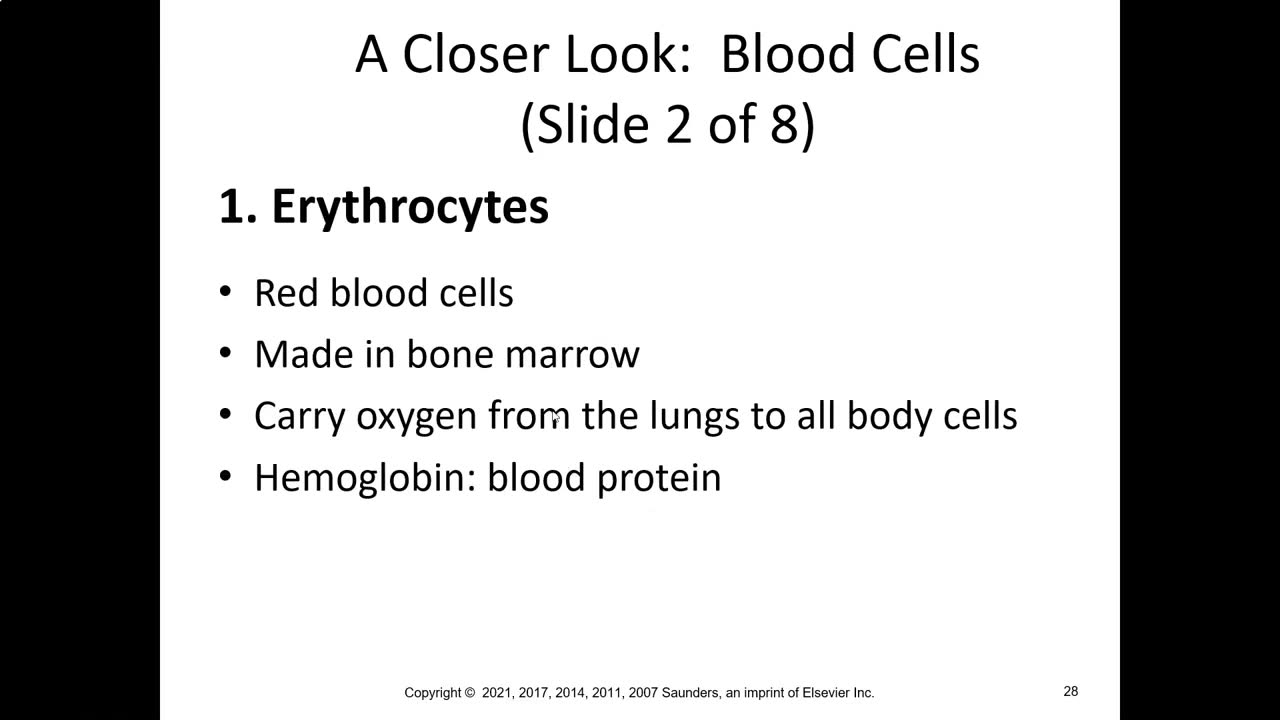 A Closer Look:  Blood Cells
(Slide 2 of 8)
1. Erythrocytes
• Red blood cells
• Made in bone marrow
• Carry oxygen from the lungs to all body cells
• Hemoglobin: blood protein
Copyright ©  2021, 2017, 2014, 2011, 2007 Saunders, an imprint of Elsevier Inc.
28